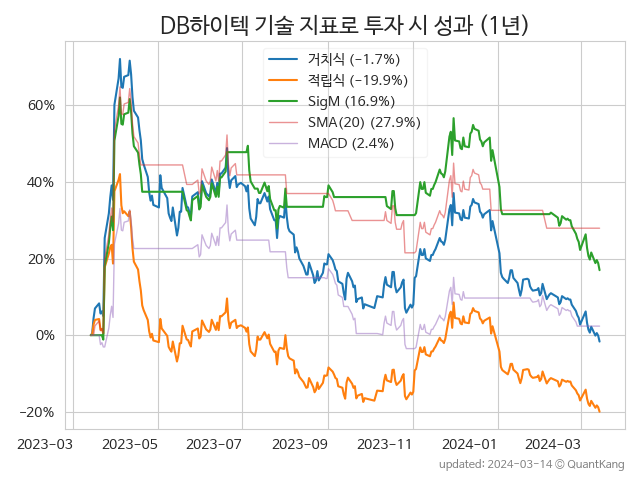 DB하이텍 기술 지표로 투자 시 성과 (1년)
거치식 (−1.7%)
적립식 (−19.9%)
SigM (16.9%)
SMA(20) (27.9%)
MACD (2.4%)
60%
40%
20%
0%
−20%
2023-03 2023-05 2023-07 2023-09 2023-11 2024-01 2024-03
updated: 2024-03-14 © QuantKang